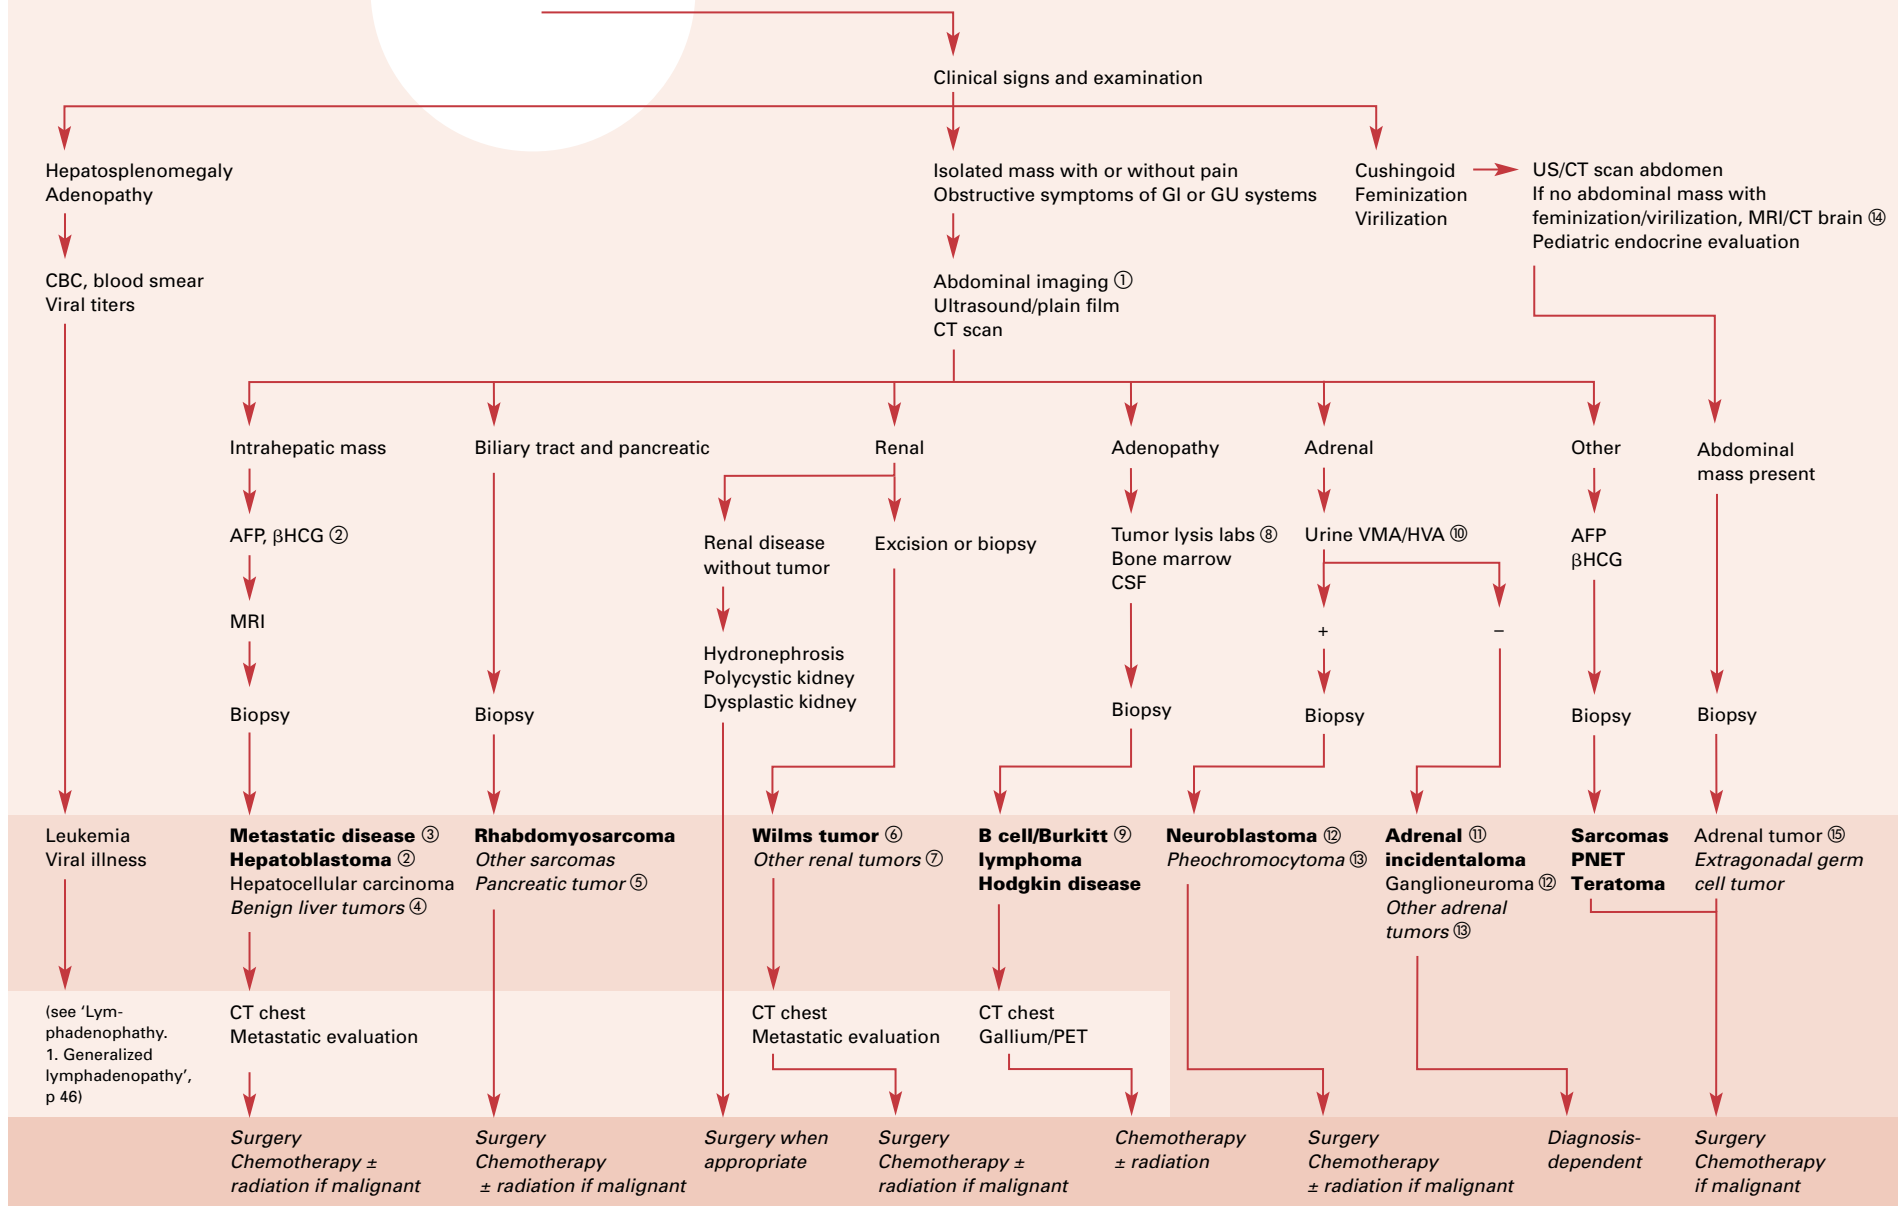 Clinical signs and examination
Hepatosplenomegaly
Adenopathy
Isolated mass with or without pain
Obstructive symptoms of GI or GU systems
Cushingoid
Feminization
Virilization
US/CT scan abdomen
If no abdominal mass with
feminization/virilization, MRI/CT brain ⑭
Pediatric endocrine evaluation
CBC, blood smear
Viral titers
Abdominal imaging ①
Ultrasound/plain film
CT scan
Intrahepatic mass
Biliary tract and pancreatic
Renal
Adenopathy
Adrenal
Other
Abdominal
mass present
AFP, βHCG ②
Renal disease
without tumor
Excision or biopsy
Tumor lysis labs ⑧
Bone marrow
CSF
Urine VMA/HVA ⑩
AFP
βHCG
MRI
+
–
Hydronephrosis
Polycystic kidney
Dysplastic kidney
Biopsy
Biopsy
Biopsy
Biopsy
Biopsy
Biopsy
Leukemia
Viral illness
Metastatic disease ③
Hepatoblastoma ②
Hepatocellular carcinoma
Benign liver tumors ④
Rhabdomyosarcoma
Other sarcomas
Pancreatic tumor ⑤
Wilms tumor ⑥
Other renal tumors ⑦
B cell/Burkitt ⑨
lymphoma
Hodgkin disease
Neuroblastoma ⑫
Pheochromocytoma ⑬
Adrenal ⑪
incidentaloma
Ganglioneuroma ⑫
Other adrenal
tumors ⑬
Sarcomas
PNET
Teratoma
Adrenal tumor ⑮
Extragonadal germ
cell tumor
(see ‘Lym-
phadenophathy.
1. Generalized
lymphadenopathy’,
p 46)
CT chest
Metastatic evaluation
CT chest
Metastatic evaluation
CT chest
Gallium/PET
Surgery
Chemotherapy ±
radiation if malignant
Surgery
Chemotherapy
± radiation if malignant
Surgery when
appropriate
Surgery
Chemotherapy ±
radiation if malignant
Chemotherapy
± radiation
Surgery
Chemotherapy
± radiation if malignant
Diagnosis-
dependent
Surgery
Chemotherapy
if malignant